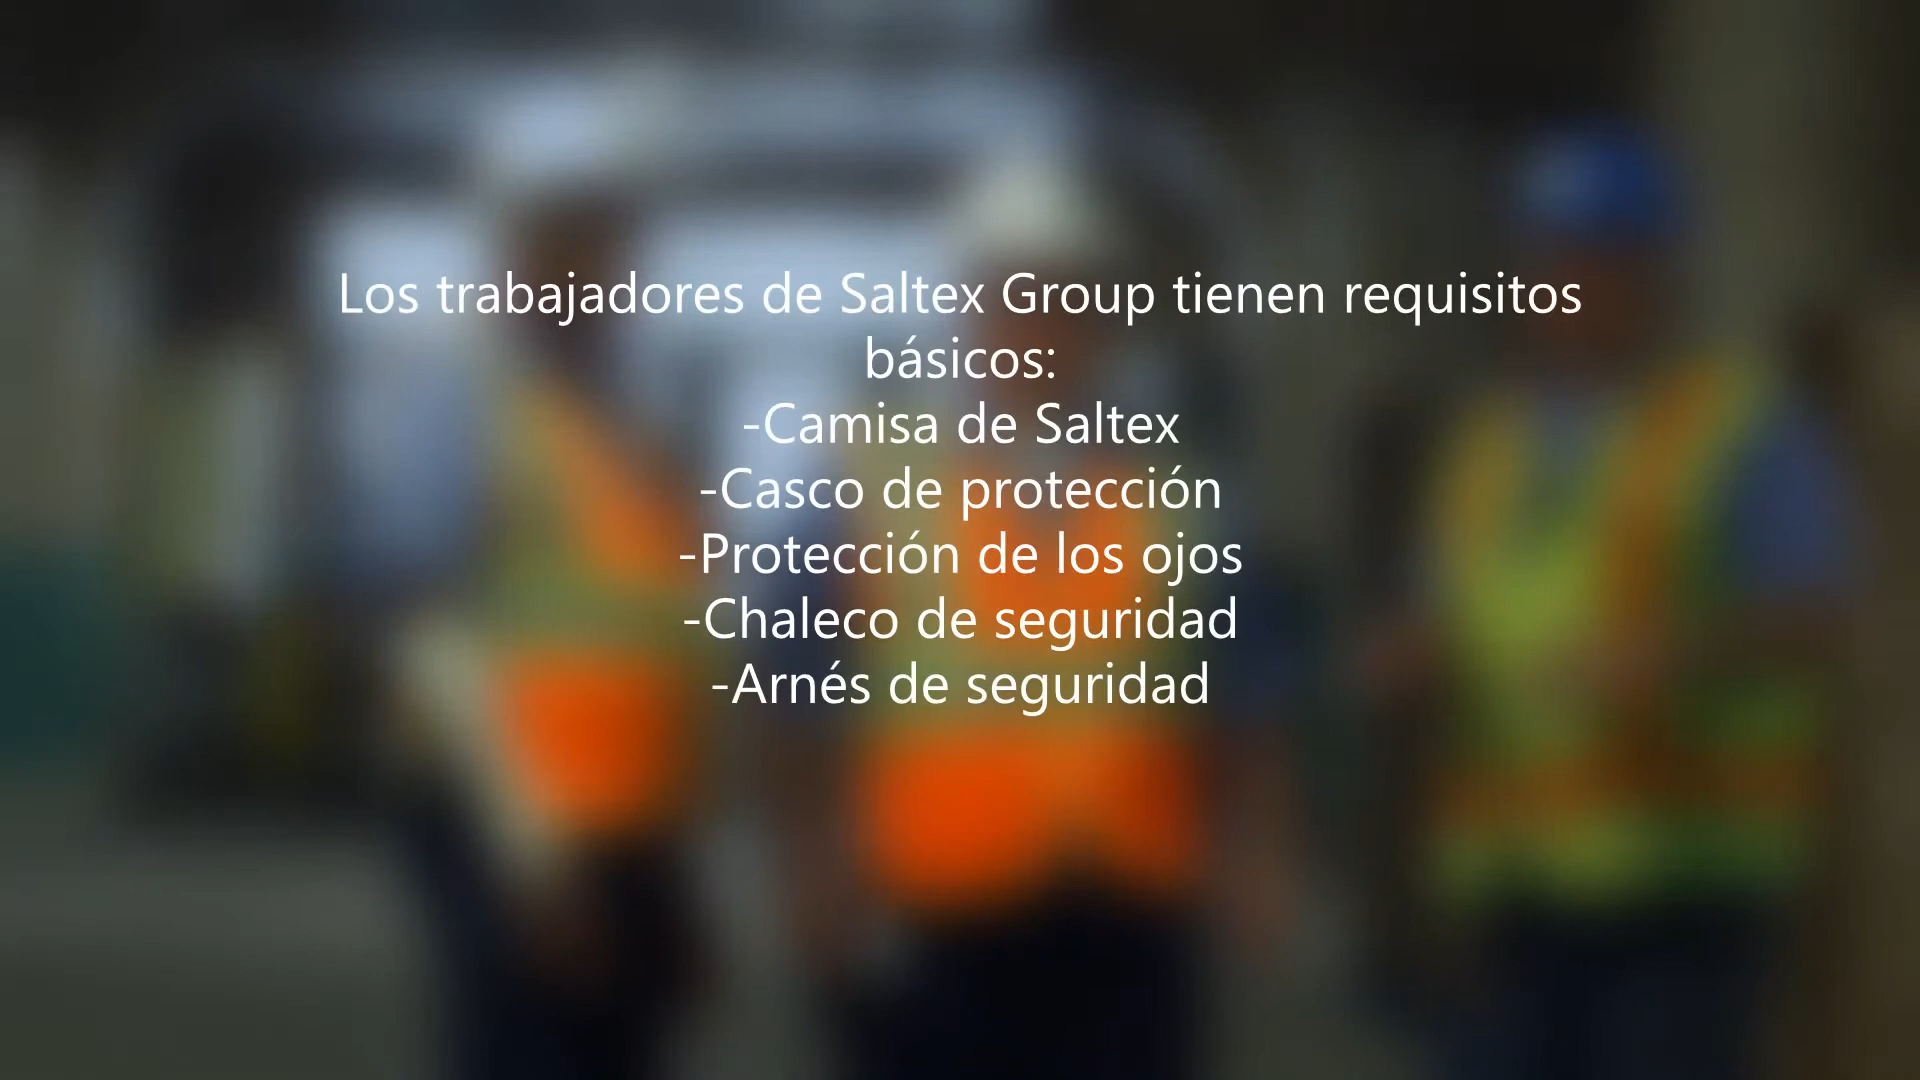 Los trabajadores de Saltex Group tienen requisitos
básicos:
-Camisa de Saltex
-Casco de protección
-Protección de los ojos
-Chaleco de seguridad
-Arnés de seguridad